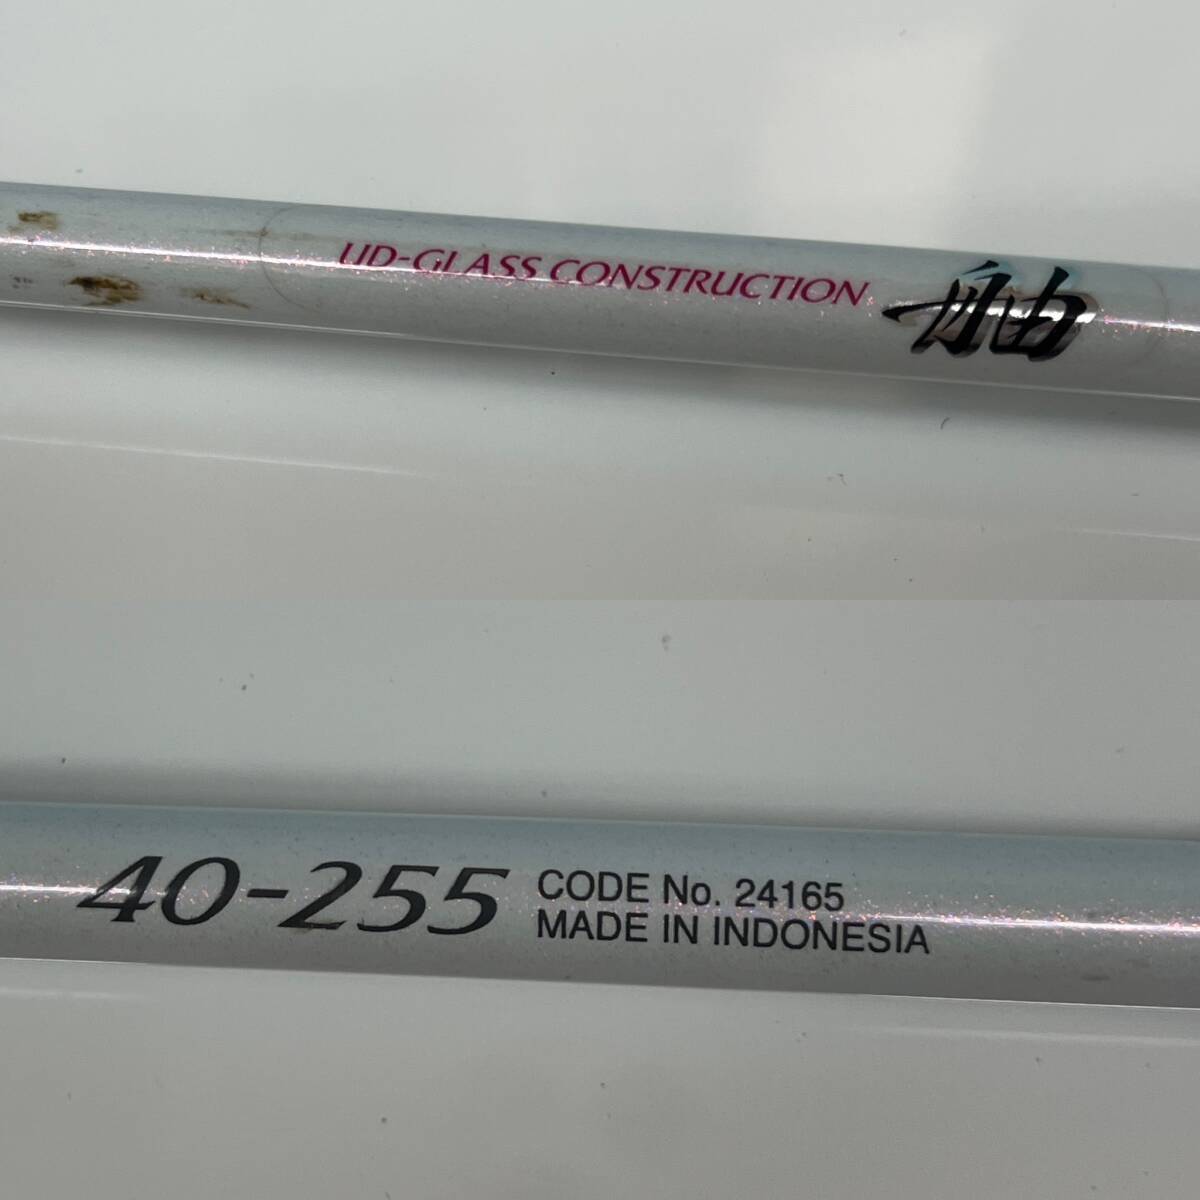 UD-GLASS CONSTRUCTION 舳
40-255
CODE No. 24165
MADE IN INDONESIA